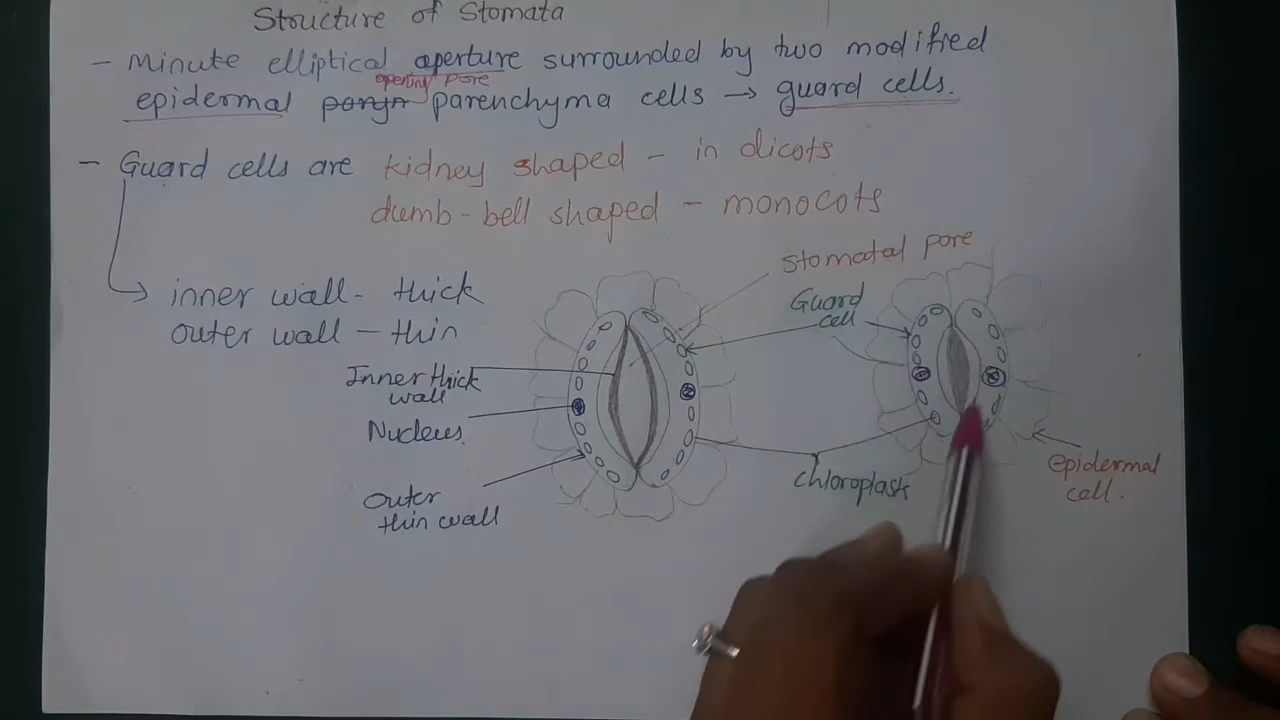 Structure of Stomata
- Minute elliptical aperture surrounded by two modified
opening pore
epidermal parenchyma cells → guard cells.
- Guard cells are kidney shaped - in dicots
dumb-bell shaped - monocots
inner wall - thick
outer wall - thin
stomatal pore
Guard
cell
Inner thick
wall
Nucleus
Outer
thin wall
chloroplast
epidermal
cell.